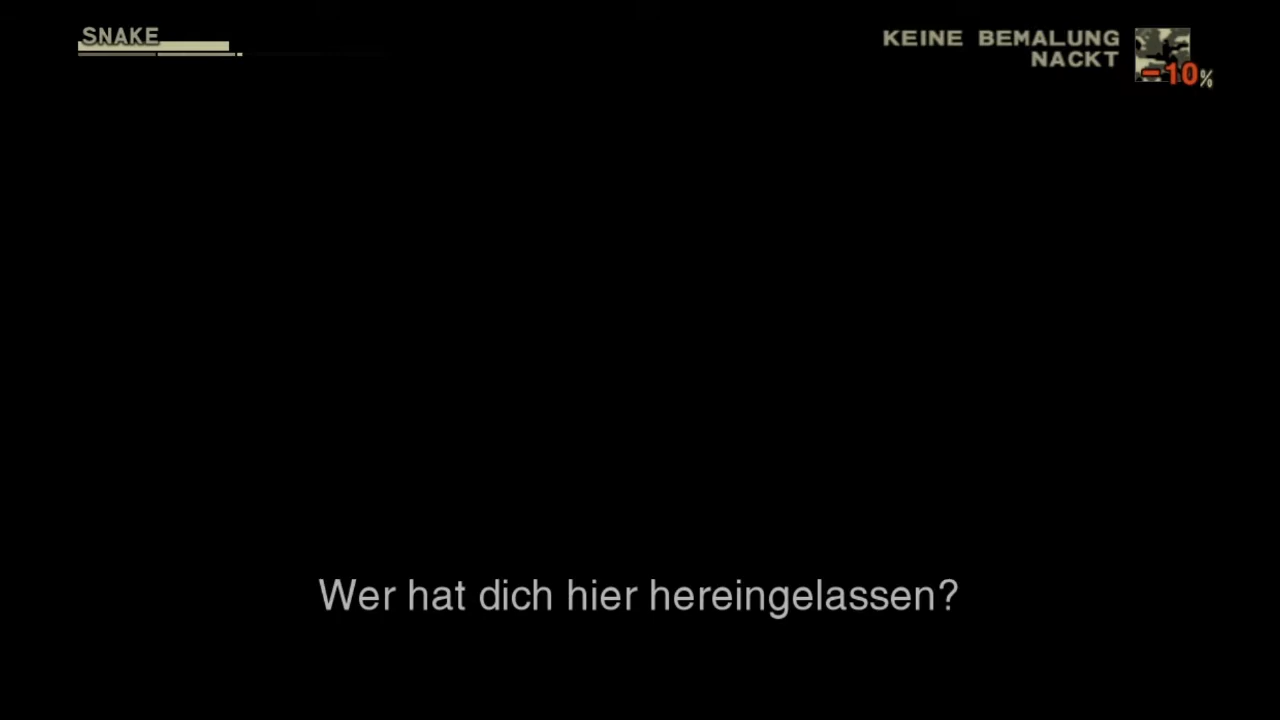 SNAKE
KEINE BEMALUNG
NACKT
-10%
Wer hat dich hier hereingelassen?